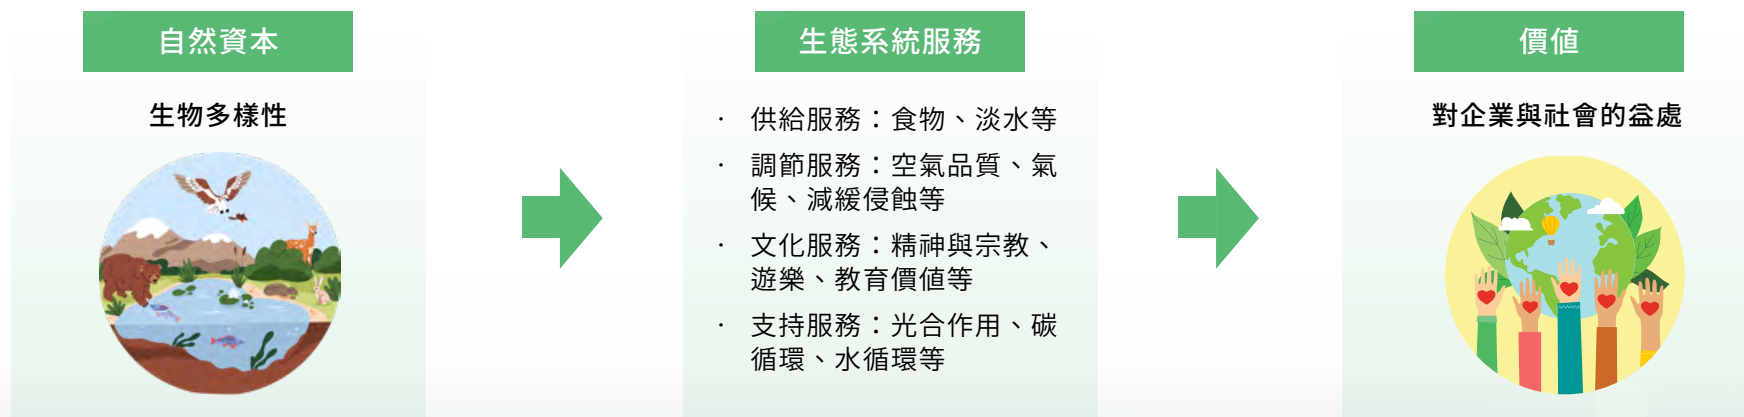 自然資本
生物多樣性
生態系統服務
· 供給服務：食物、淡水等
· 調節服務：空氣品質、氣
候、減緩侵蝕等
· 文化服務：精神與宗教、
遊樂、教育價值等
· 支持服務：光合作用、碳
循環、水循環等
價值
對企業與社會的益處